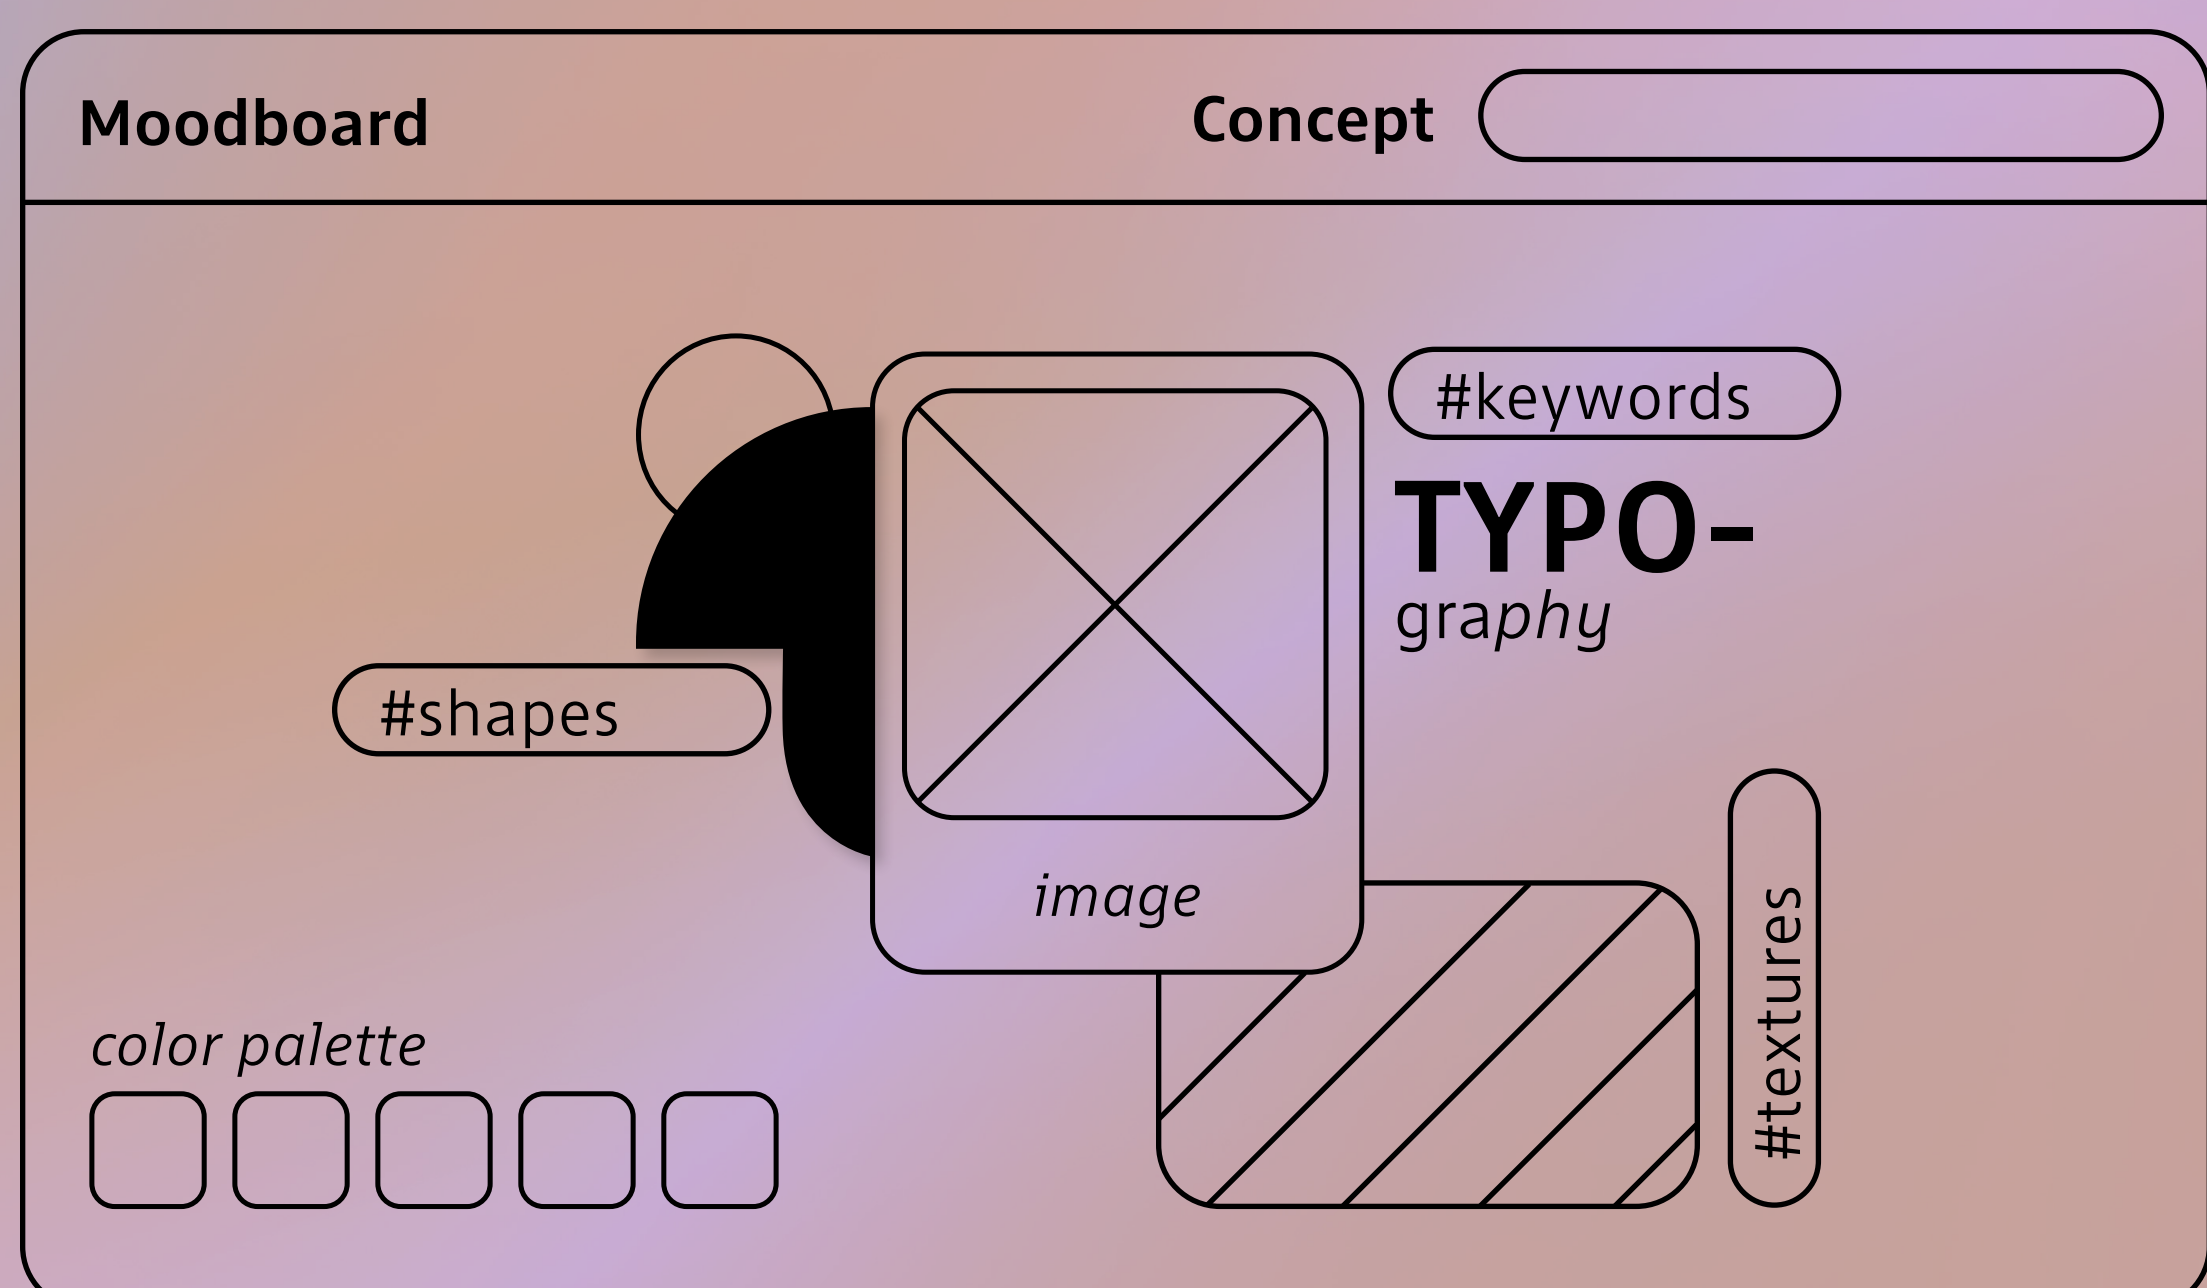 Moodboard
Concept
#keywords
TYPO-
graphy
#shapes
image
#textures
color palette